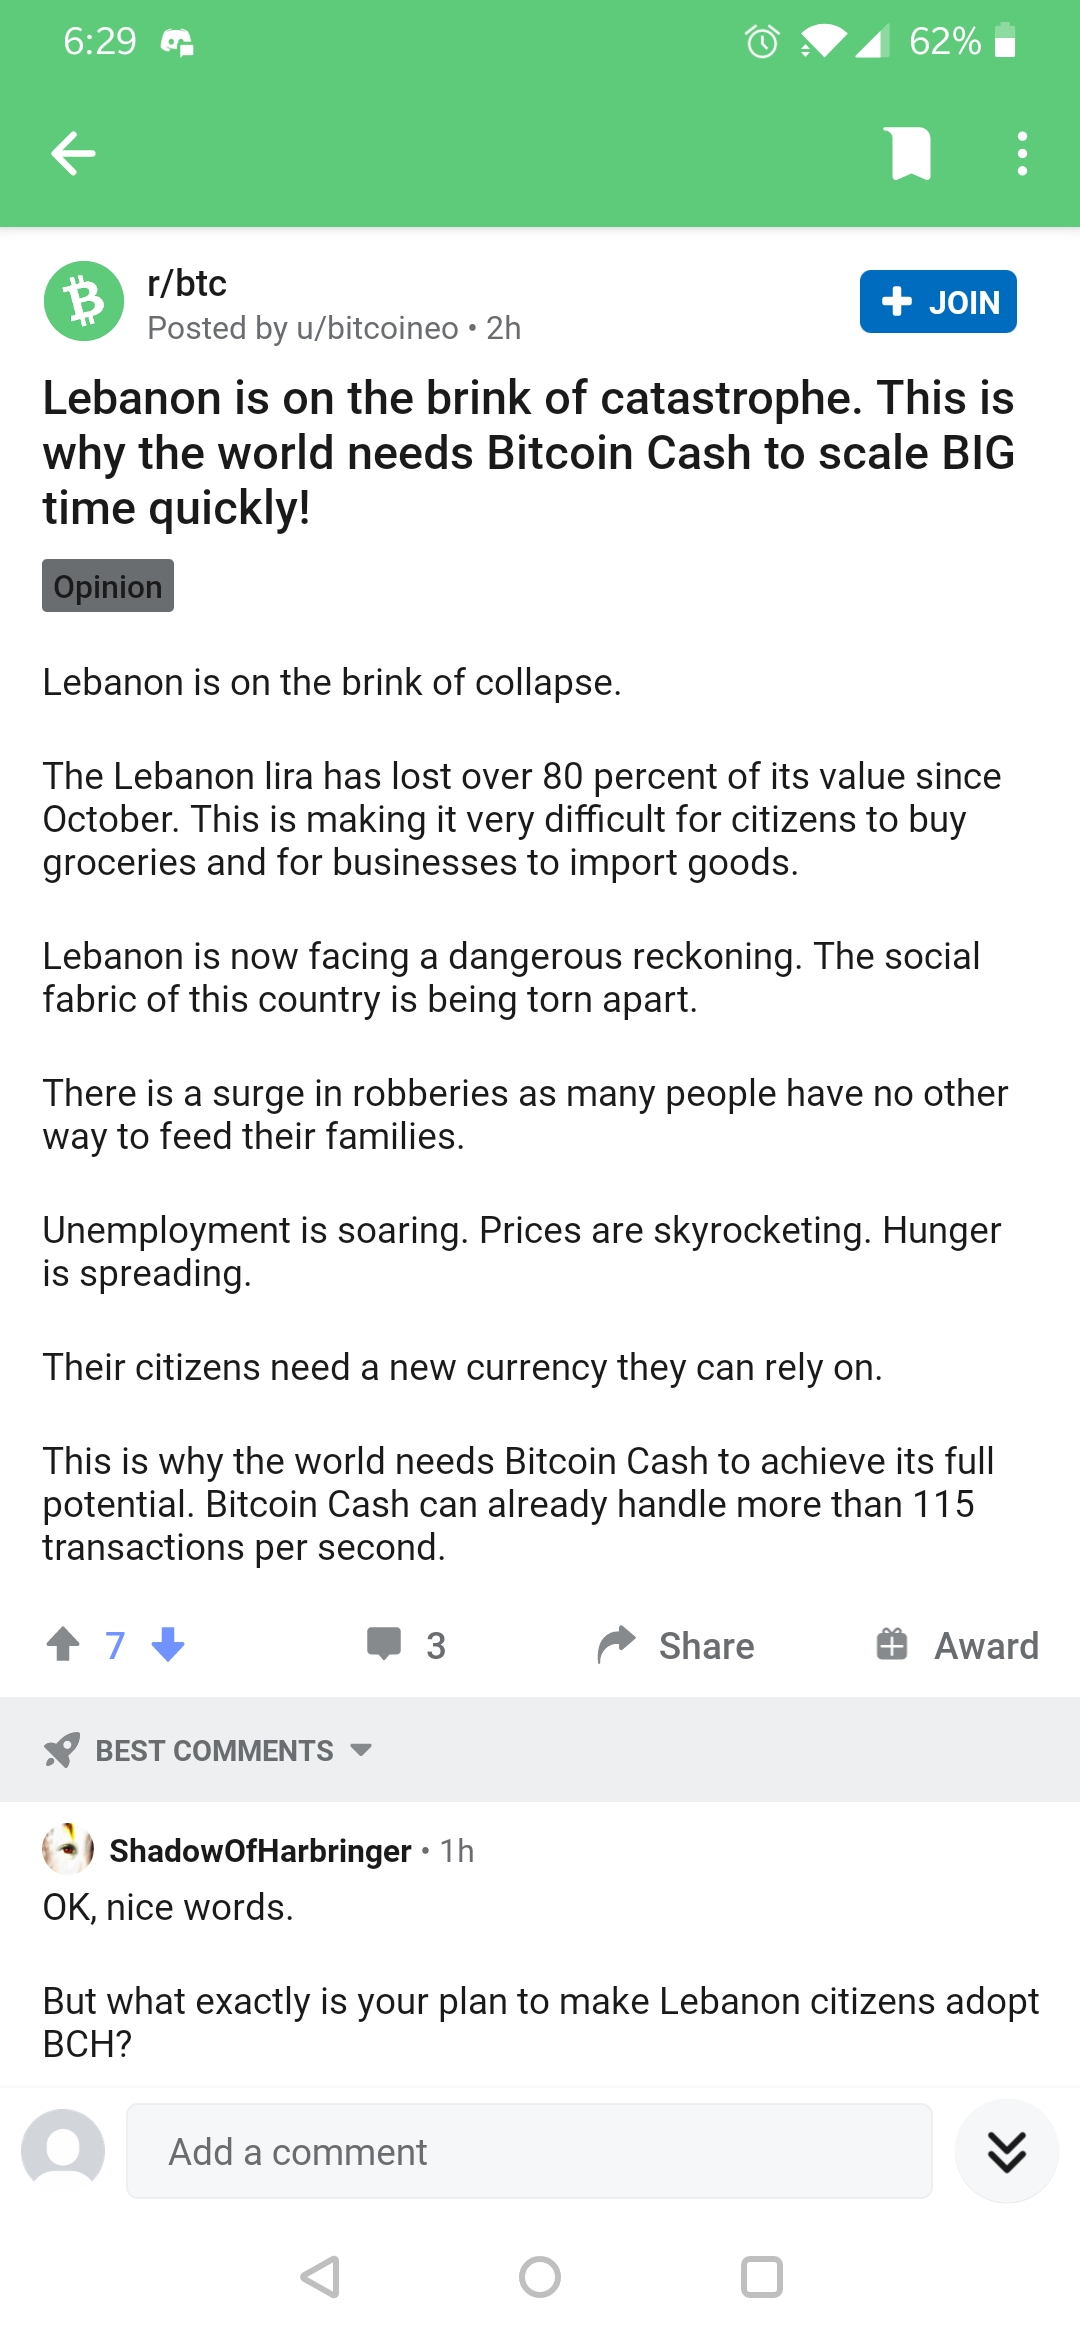 6:29
62%
r/btc
Posted by u/bitcoineo • 2h
JOIN
Lebanon is on the brink of catastrophe. This is
why the world needs Bitcoin Cash to scale BIG
time quickly!
Opinion
Lebanon is on the brink of collapse.
The Lebanon lira has lost over 80 percent of its value since
October. This is making it very difficult for citizens to buy
groceries and for businesses to import goods.
Lebanon is now facing a dangerous reckoning. The social
fabric of this country is being torn apart.
There is a surge in robberies as many people have no other
way to feed their families.
Unemployment is soaring. Prices are skyrocketing. Hunger
is spreading.
Their citizens need a new currency they can rely on.
This is why the world needs Bitcoin Cash to achieve its full
potential. Bitcoin Cash can already handle more than 115
transactions per second.
7
3
Share
Award
BEST COMMENTS
ShadowOfHarbringer • 1h
OK, nice words.
But what exactly is your plan to make Lebanon citizens adopt
BCH?
Add a comment